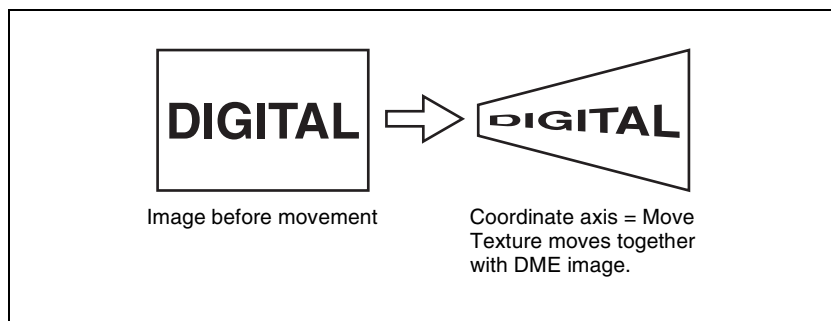 DIGITAL
DIGITAL
Image before movement
Coordinate axis = Move
Texture moves together
with DME image.